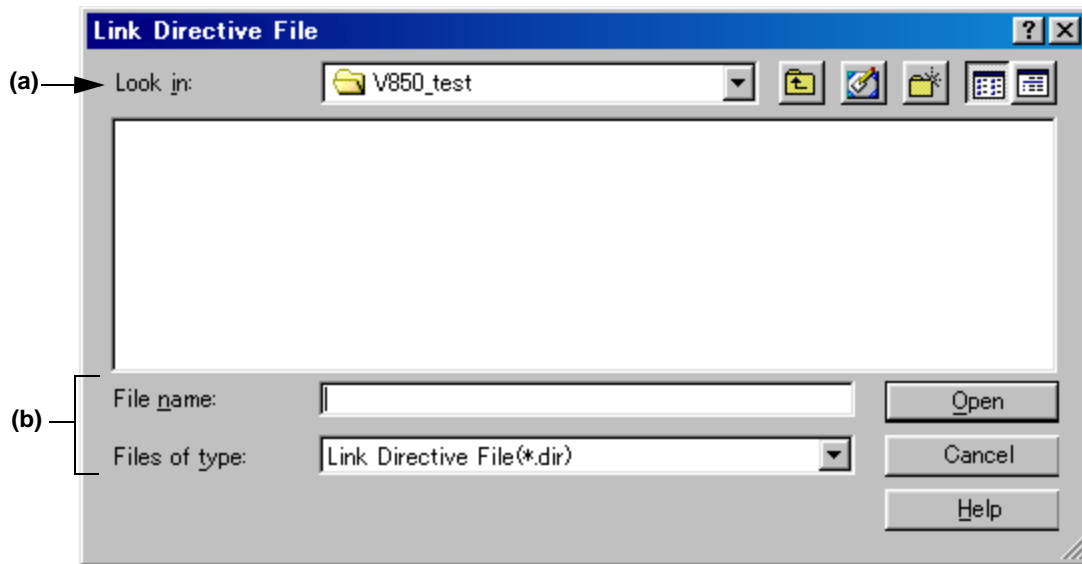 Link Directive File
(a)
Look in:
V850_test
(b)
File name:
Open
Files of type:
Link Directive File(*.dir)
Cancel
Help